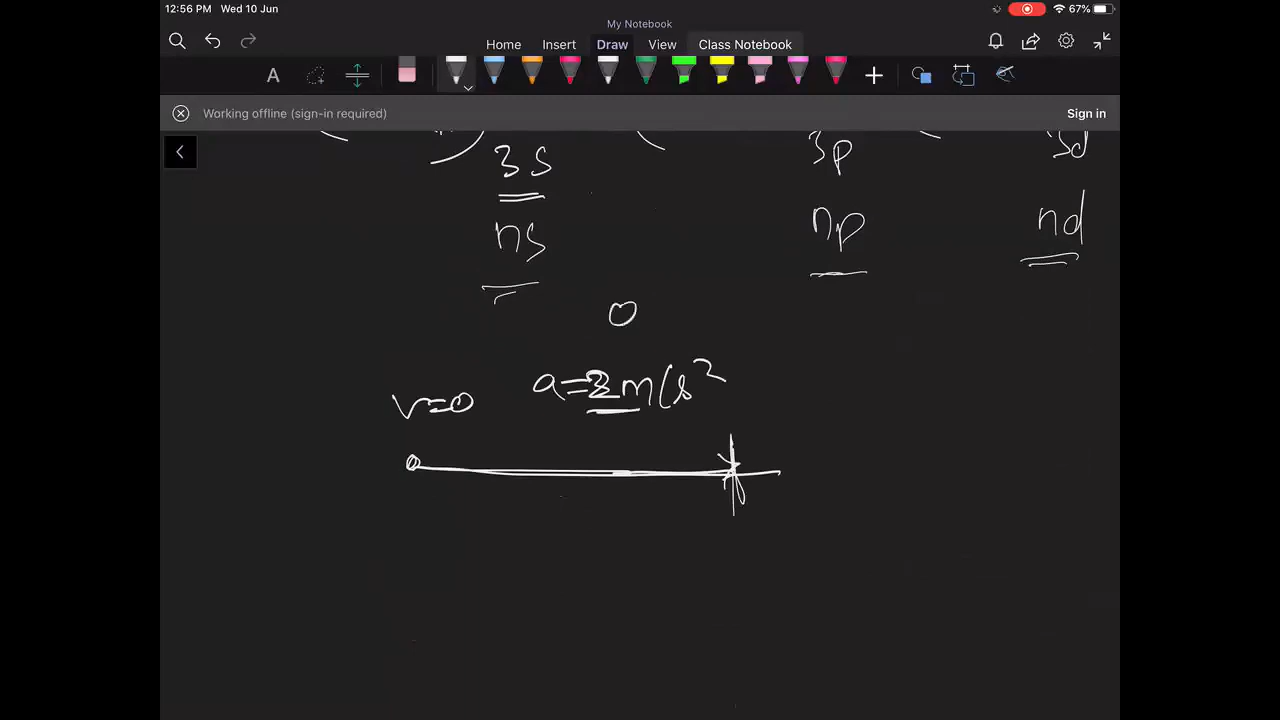 12:56 PM Wed 10 Jun 67%
My Notebook
Home Insert Draw View Class Notebook
A
Working offline (sign-in required) Sign in
3s 3p 3d
ns np nd
0
a=2m/s²
v=0